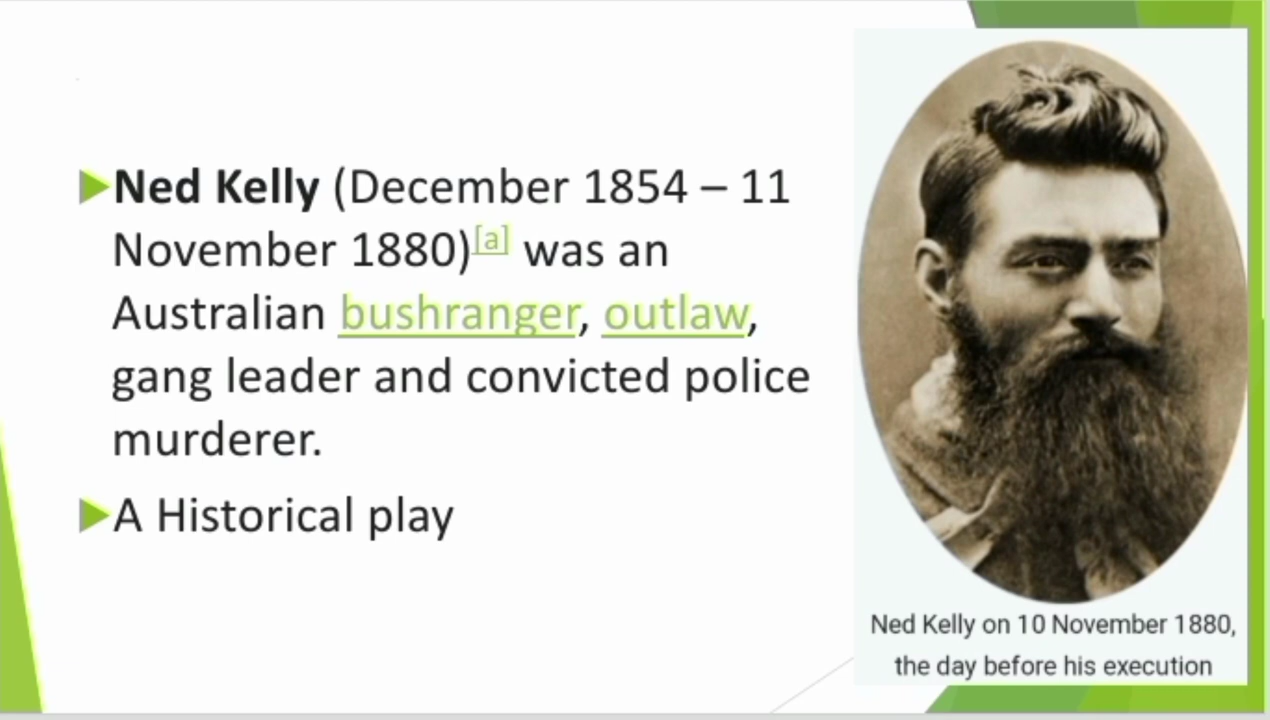 Ned Kelly (December 1854 – 11
November 1880)[a] was an
Australian bushranger, outlaw,
gang leader and convicted police
murderer.
A Historical play
Ned Kelly on 10 November 1880,
the day before his execution